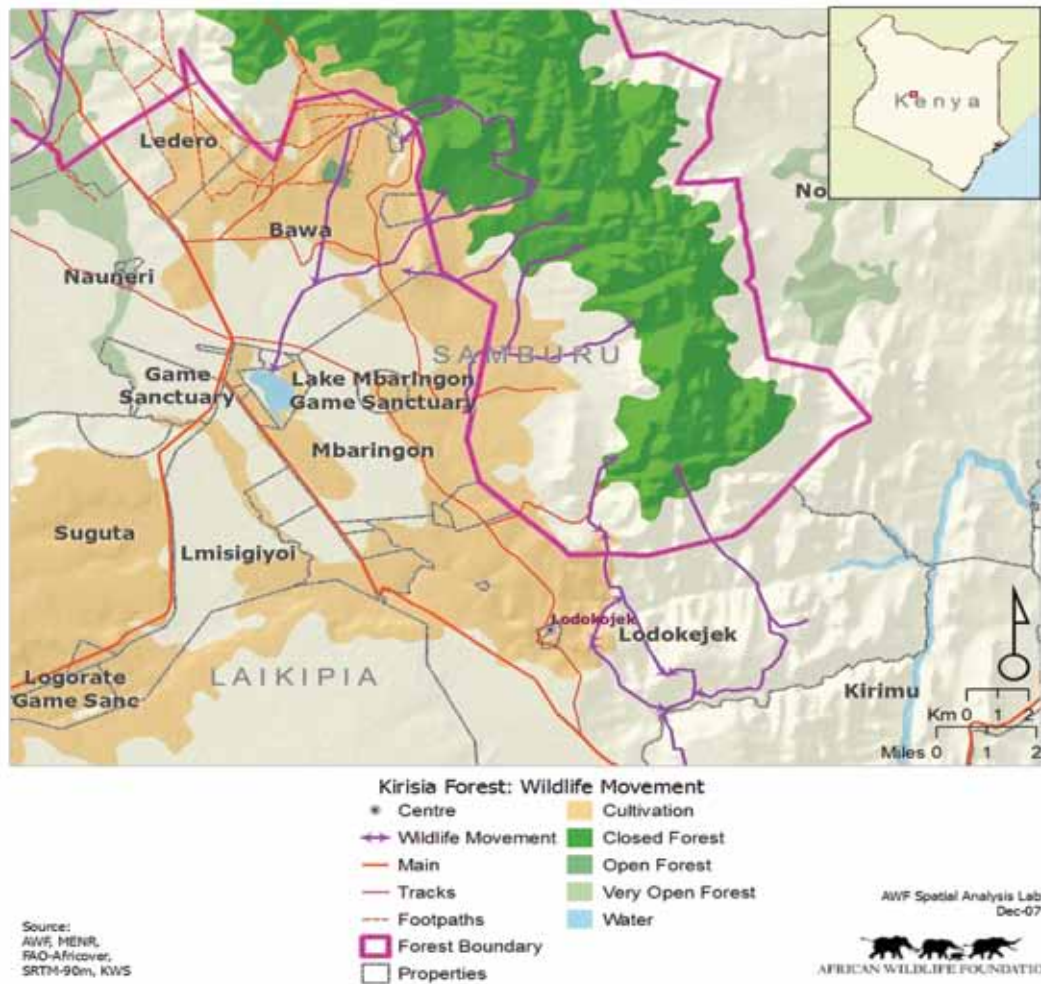 Kenya
No
Ledero
Bawa
Nauneri
SAMBURU
Game
Sanctuary
Lake Mbaringon
Game Sanctuary
Mbaringon
Suguta
Lmisigiyoi
Lodokojek
Lodokejek
LAIKIPIA
Logorate
Game Sanc
Kirimu
Km 0 1 2
Miles 0 1 2
Kirisia Forest: Wildlife Movement
Centre
Wildlife Movement
Main
Tracks
Footpaths
Forest Boundary
Properties
Cultivation
Closed Forest
Open Forest
Very Open Forest
Water
Source:
AWF, MENR,
FAO-Africover,
SRTM-90m, KWS
AWF Spatial Analysis Lab
Dec-07
AFRICAN WILDLIFE FOUNDATIO